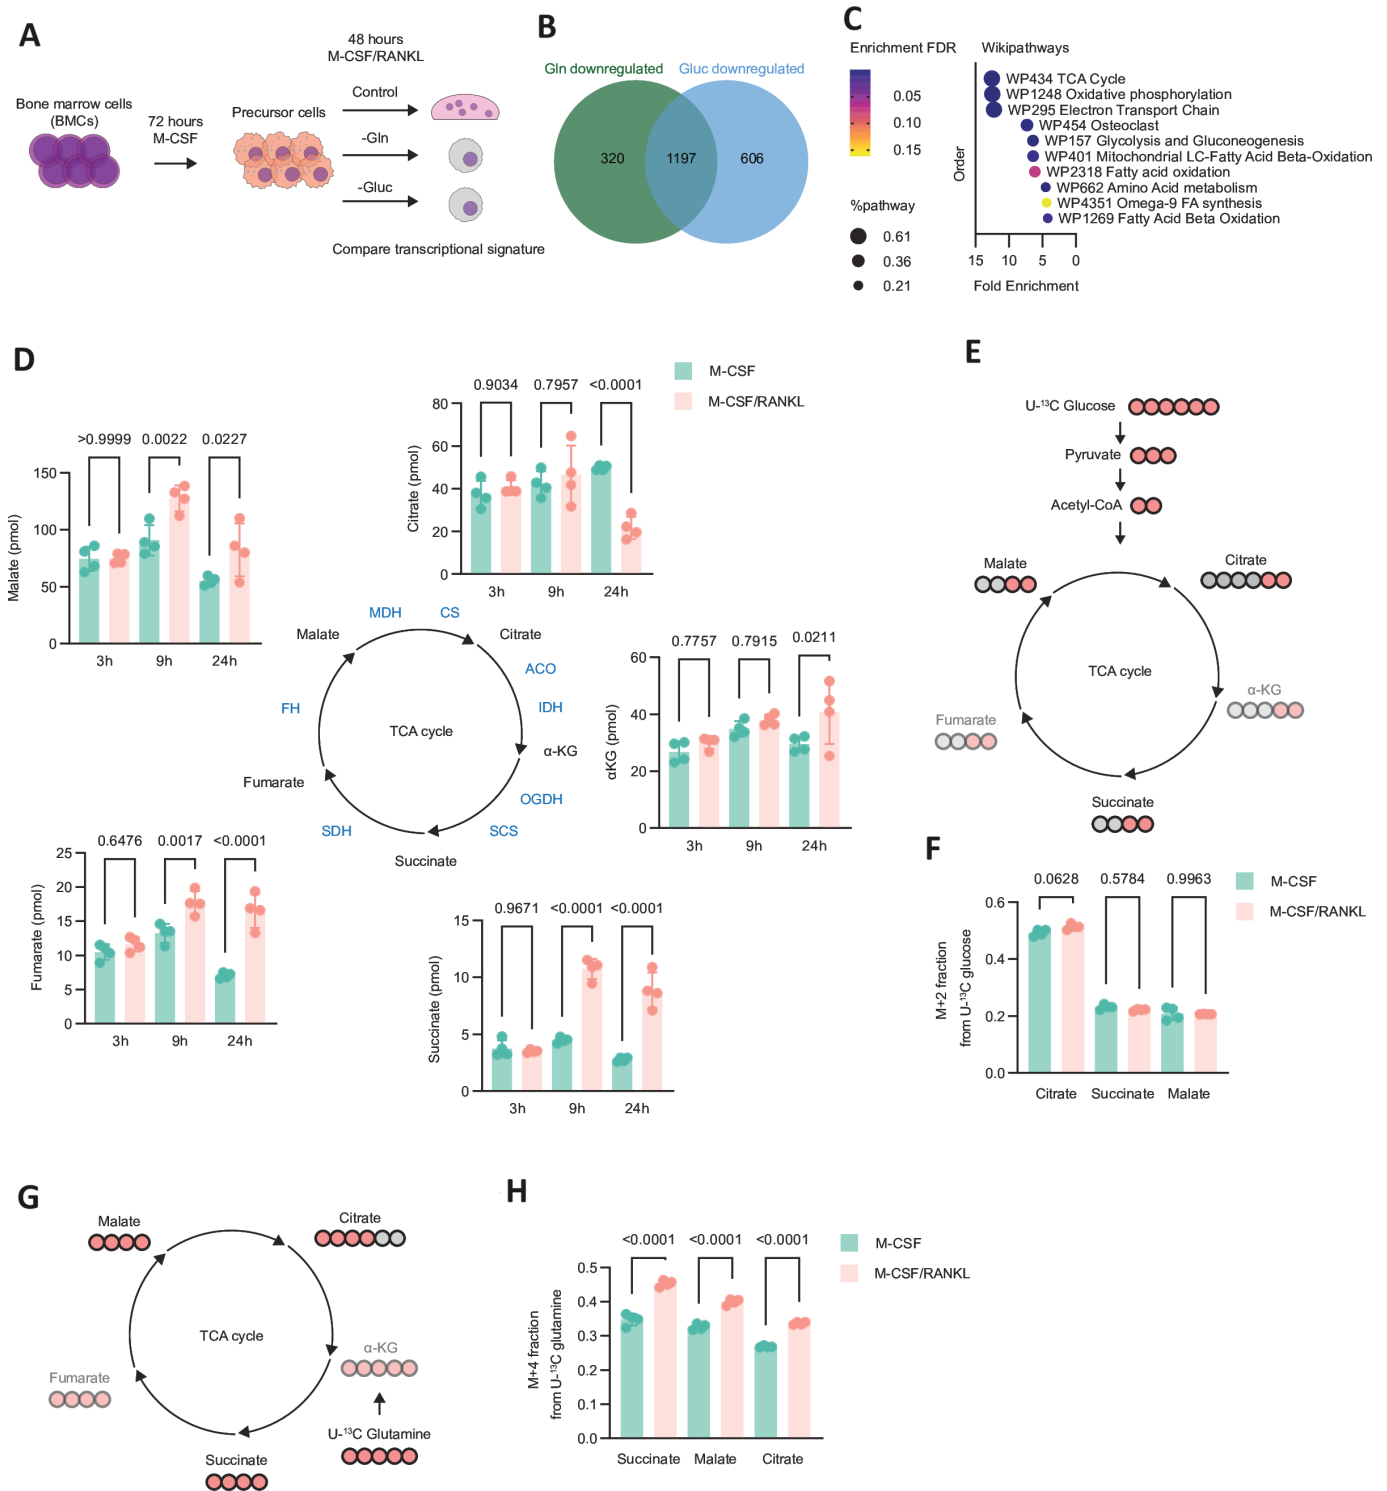 A
Bone marrow cells
(BMCs)
72 hours
M-CSF
Precursor cells
48 hours
M-CSF/RANKL
Control
-Gln
-Gluc
Compare transcriptional signature
B
Gln downregulated
Gluc downregulated
320
1197
606
C
Enrichment FDR
0.05
0.10
0.15
%pathway
0.61
0.36
0.21
Wikipathways
WP434 TCA Cycle
WP1248 Oxidative phosphorylation
WP295 Electron Transport Chain
WP454 Osteoclast
WP157 Glycolysis and Gluconeogenesis
WP401 Mitochondrial LC-Fatty Acid Beta-Oxidation
WP2318 Fatty acid oxidation
WP662 Amino Acid metabolism
WP4351 Omega-9 FA synthesis
WP1269 Fatty Acid Beta Oxidation
Order
15 10 5 0
Fold Enrichment
D
M-CSF
M-CSF/RANKL
>0.9999 0.0022 0.0227
Malate (pmol)
150
100
50
0
3h 9h 24h
0.9034 0.7957 <0.0001
Citrate (pmol)
80
60
40
20
0
3h 9h 24h
MDH
CS
Malate
Citrate
ACO
IDH
FH
TCA cycle
α-KG
Fumarate
OGDH
SDH
SCS
Succinate
0.7757 0.7915 0.0211
αKG (pmol)
60
40
20
0
3h 9h 24h
0.6476 0.0017 <0.0001
Fumarate (pmol)
25
20
15
10
5
0
3h 9h 24h
0.9671 <0.0001 <0.0001
Succinate (pmol)
15
10
5
0
3h 9h 24h
E
U-¹³C Glucose
Pyruvate
Acetyl-CoA
Malate
Citrate
TCA cycle
α-KG
Fumarate
Succinate
F
M-CSF
M-CSF/RANKL
0.0628 0.5784 0.9963
M+2 fraction
from U-¹³C glucose
0.6
0.4
0.2
0.0
Citrate Succinate Malate
G
Malate
Citrate
TCA cycle
α-KG
Fumarate
U-¹³C Glutamine
Succinate
H
M-CSF
M-CSF/RANKL
<0.0001 <0.0001 <0.0001
M+4 fraction
from U-¹³C glutamine
0.5
0.4
0.3
0.2
0.1
0.0
Succinate Malate Citrate